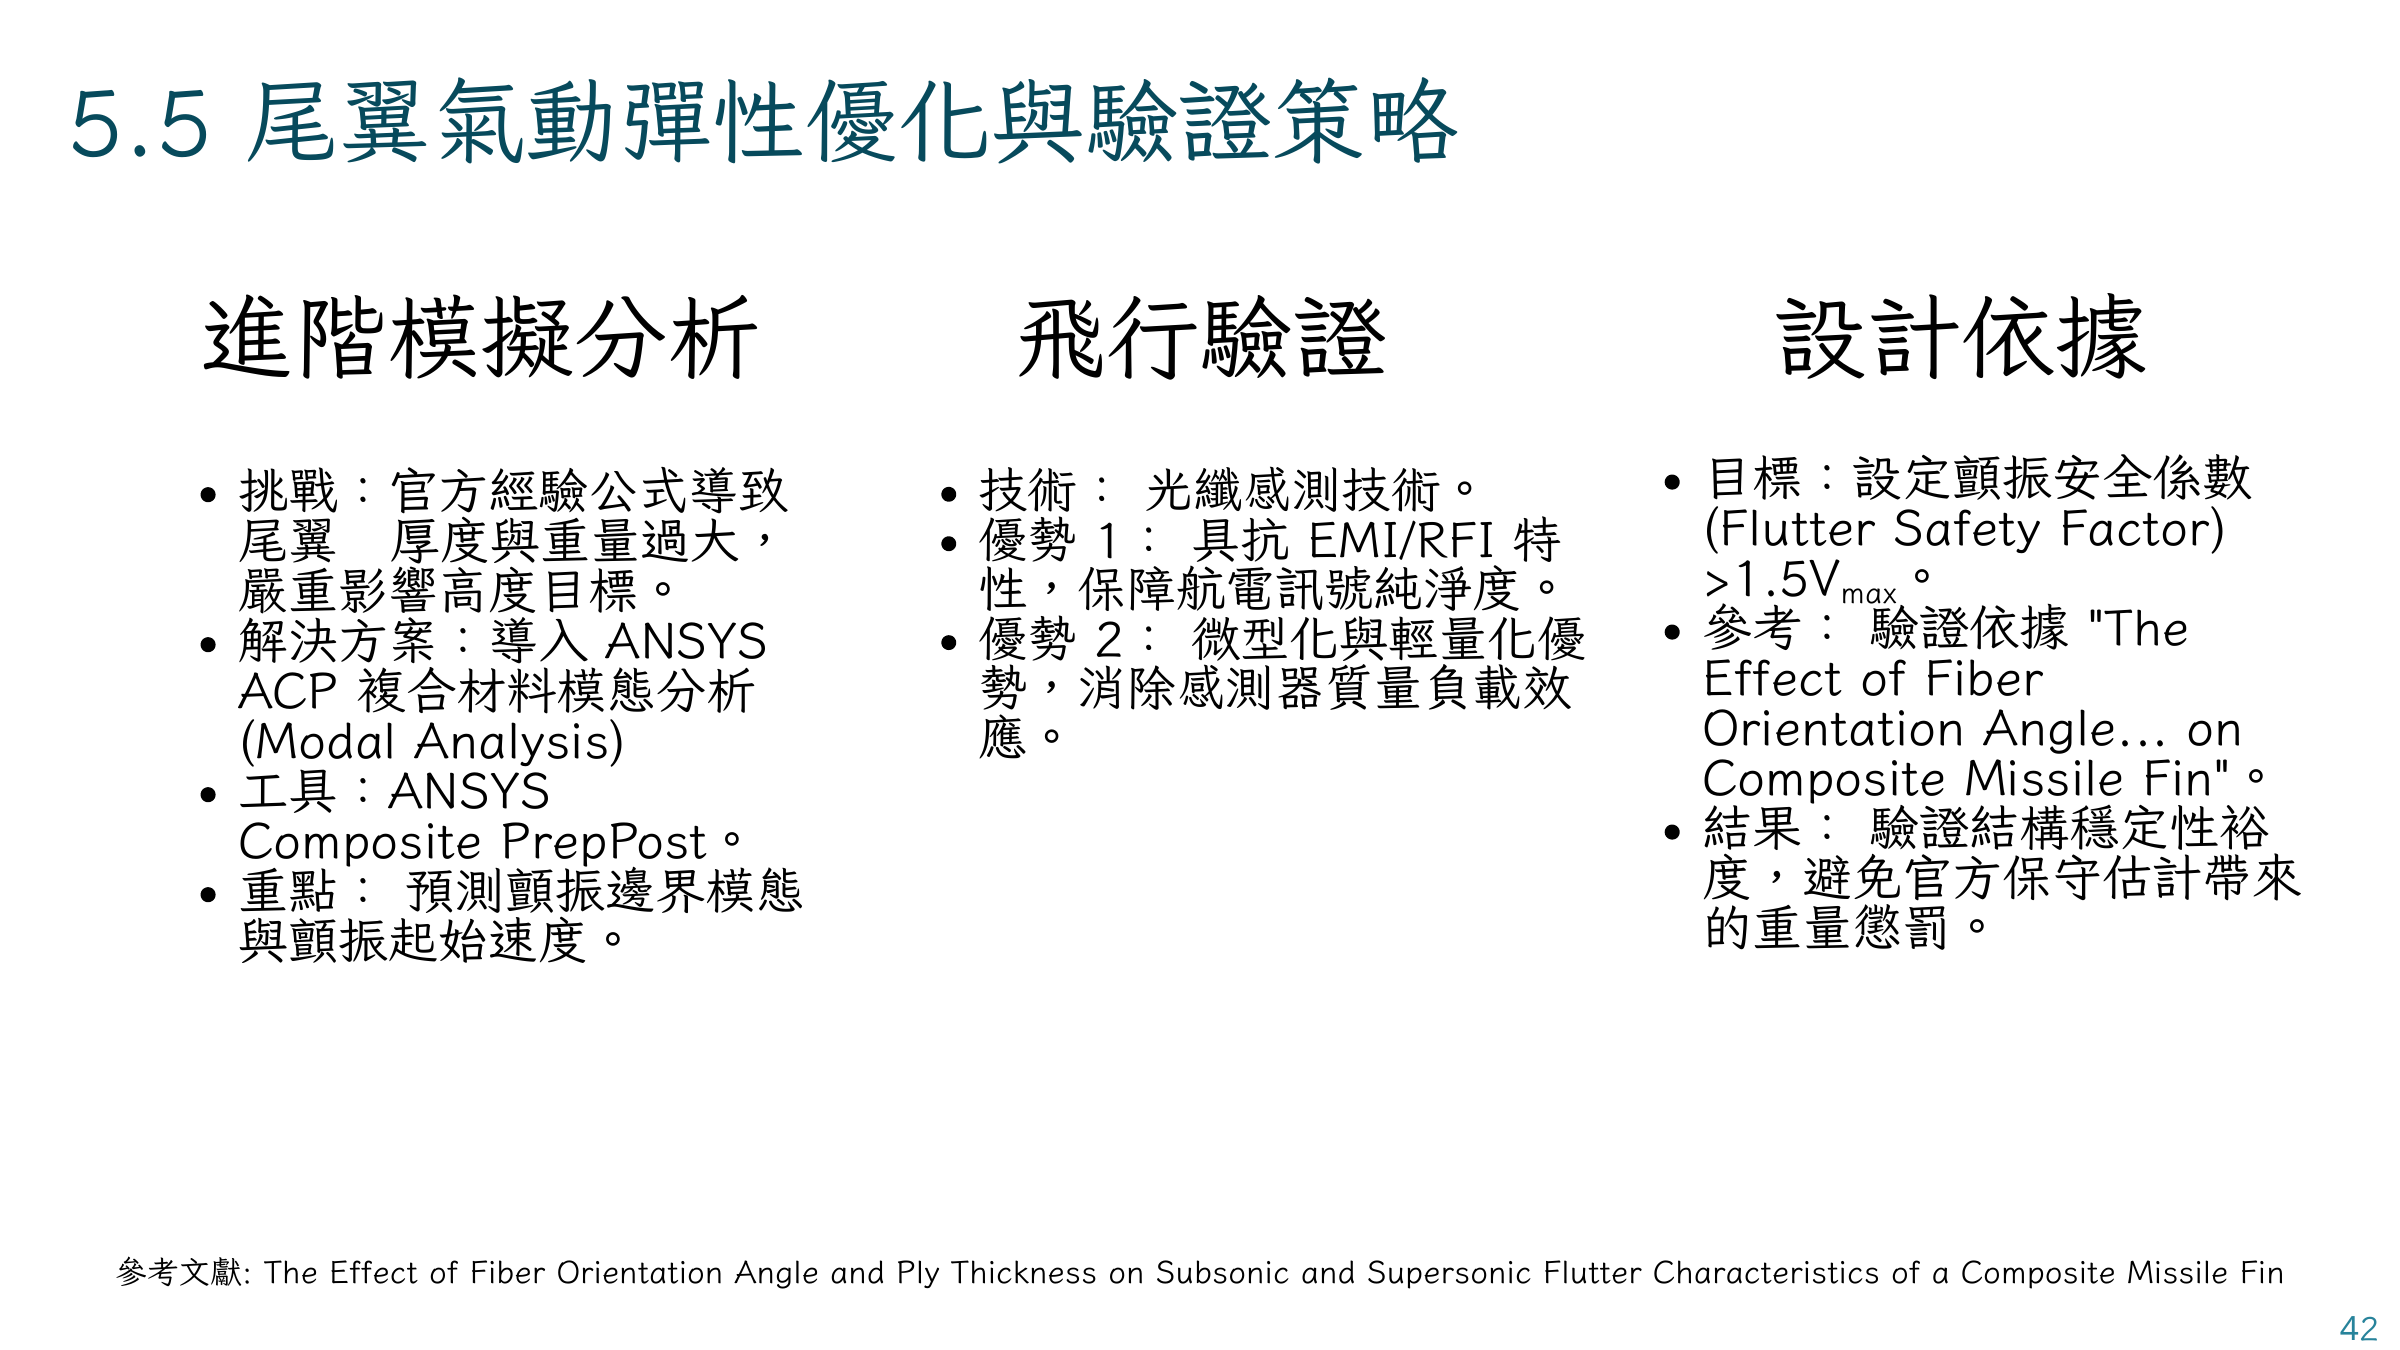 5.5 尾翼氣動彈性優化與驗證策略
進階模擬分析
• 挑戰：官方經驗公式導致
尾翼　厚度與重量過大，
嚴重影響高度目標。
• 解決方案：導入 ANSYS
ACP 複合材料模態分析
(Modal Analysis)
• 工具：ANSYS
Composite PrepPost。
• 重點： 預測顫振邊界模態
與顫振起始速度。
飛行驗證
• 技術： 光纖感測技術。
• 優勢 1： 具抗 EMI/RFI 特
性，保障航電訊號純淨度。
• 優勢 2： 微型化與輕量化優
勢，消除感測器質量負載效
應。
設計依據
• 目標：設定顫振安全係數
(Flutter Safety Factor)
>1.5Vmax。
• 參考： 驗證依據 "The
Effect of Fiber
Orientation Angle... on
Composite Missile Fin"。
• 結果： 驗證結構穩定性裕
度，避免官方保守估計帶來
的重量懲罰。
參考文獻: The Effect of Fiber Orientation Angle and Ply Thickness on Subsonic and Supersonic Flutter Characteristics of a Composite Missile Fin
42